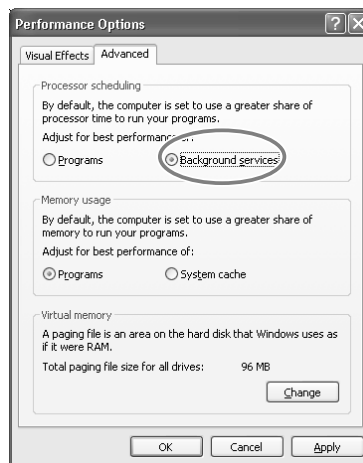 Performance Options
Visual Effects Advanced
Processor scheduling
By default, the computer is set to use a greater share of
processor time to run your programs.
Adjust for best performance of:
Programs Background services
Memory usage
By default, the computer is set to use a greater share of
memory to run your programs.
Adjust for best performance of:
Programs System cache
Virtual memory
A paging file is an area on the hard disk that Windows uses as
if it were RAM.
Total paging file size for all drives: 96 MB
Change
OK Cancel Apply